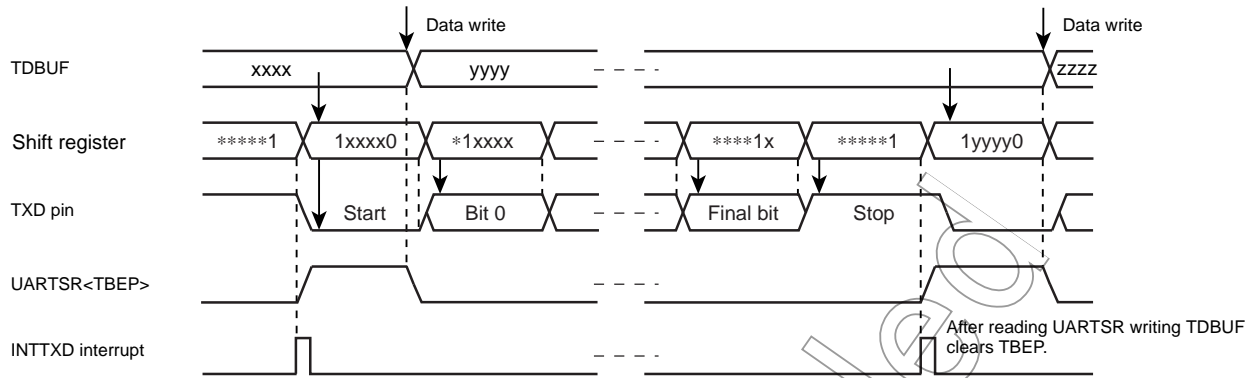 Data write Data write
TDBUF xxxx yyyy zzzz
Shift register *****1 1xxxx0 *1xxxx ****1x *****1 1yyyy0
TXD pin Start Bit 0 Final bit Stop
UARTSR<TBEP>
After reading UARTSR writing TDBUF
INTTXD interrupt clears TBEP.